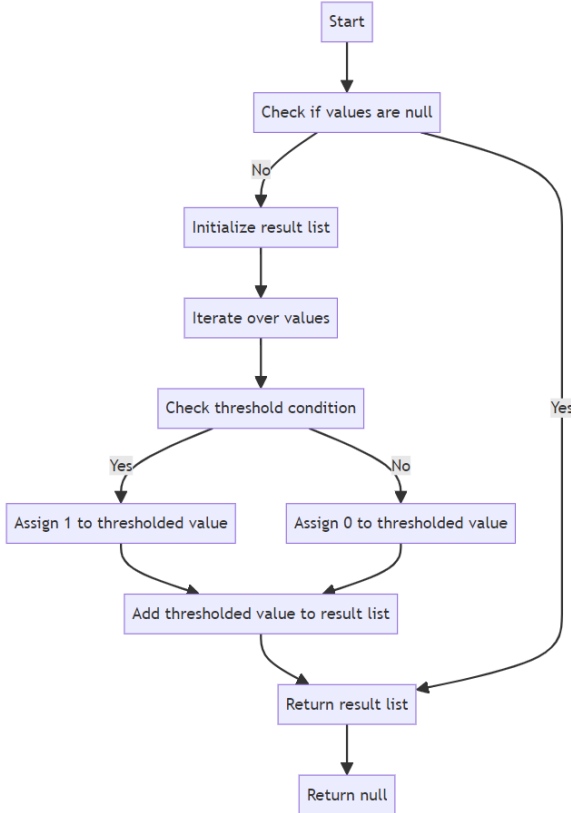 Start
Check if values are null
No
Initialize result list
Iterate over values
Check threshold condition
Yes
Yes
No
Assign 1 to thresholded value
Assign 0 to thresholded value
Add thresholded value to result list
Return result list
Return null